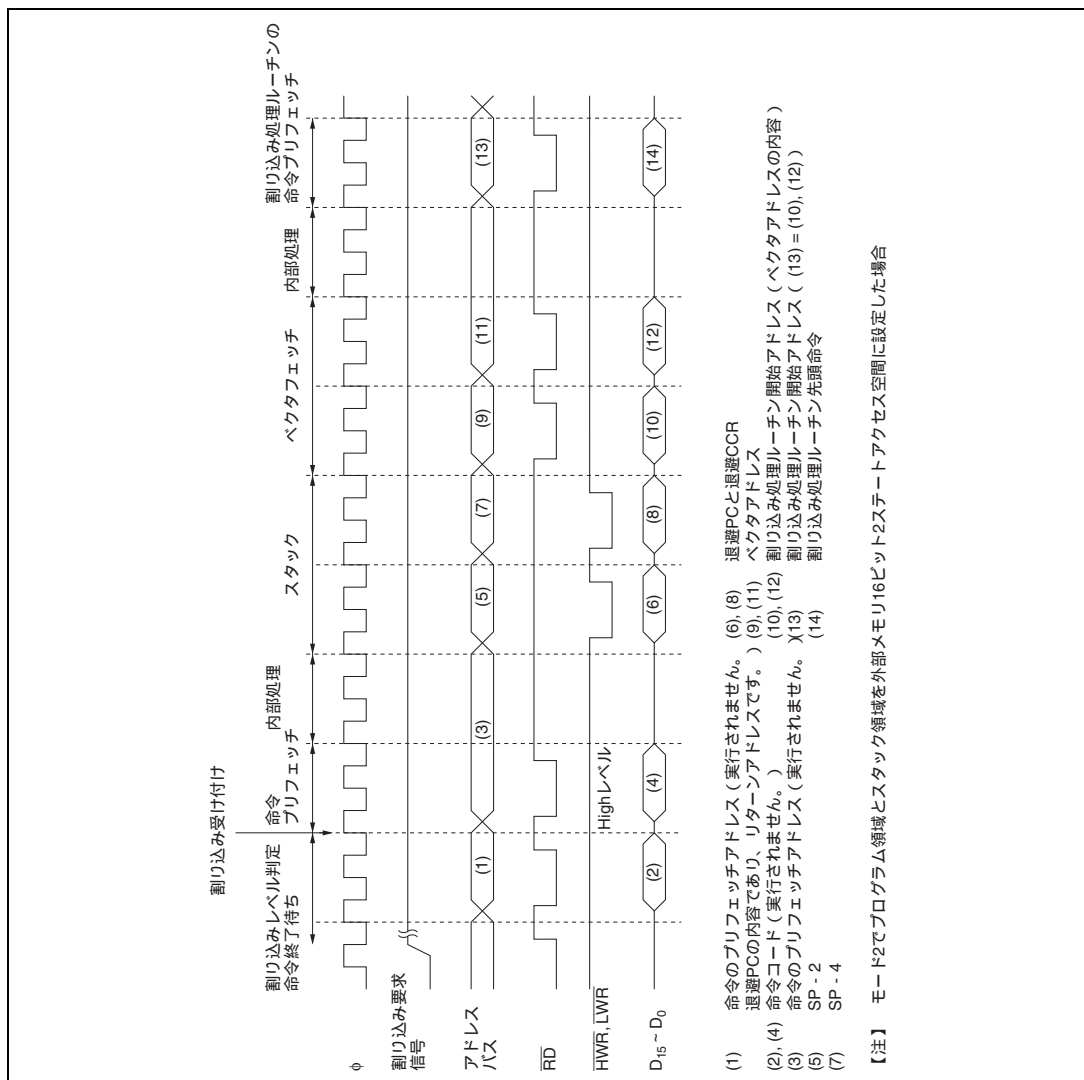 割り込み受け付け
割り込みレベル判定
命令終了待ち
命令
プリフェッチ
内部処理
スタック
ベクタフェッチ
内部処理
割り込み処理ルーチンの
命令プリフェッチ
φ
割り込み要求
信号
アドレス
バス
(1)
(3)
(5)
(7)
(9)
(11)
(13)
RD
HWR, LWR
Highレベル
D15 ~ D0
(2)
(4)
(6)
(8)
(10)
(12)
(14)
(1) 命令のプリフェッチアドレス（実行されません。
退避PCの内容であり、リターンアドレスです。）
(2), (4) 命令コード（実行されません。）
(3) 命令のプリフェッチアドレス（実行されません。）
(5) SP - 2
(7) SP - 4
(6), (8) 退避PCと退避CCR
(9), (11) ベクタアドレス
(10), (12) 割り込み処理ルーチン開始アドレス（ベクタアドレスの内容）
(13) 割り込み処理ルーチン開始アドレス（ (13) = (10), (12) ）
(14) 割り込み処理ルーチン先頭命令
【注】 モード2でプログラム領域とスタック領域を外部メモリ16ビット2ステートアクセス空間に設定した場合